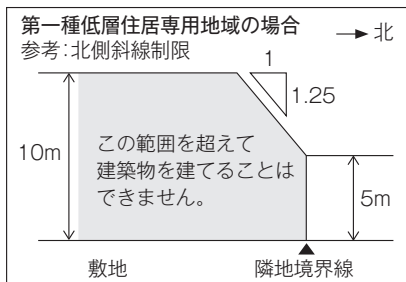 第一種低層住居専用地域の場合
→北
参考:北側斜線制限
1
1.25
10m
この範囲を超えて
建築物を建てることは
できません。
5m
敷地
隣地境界線